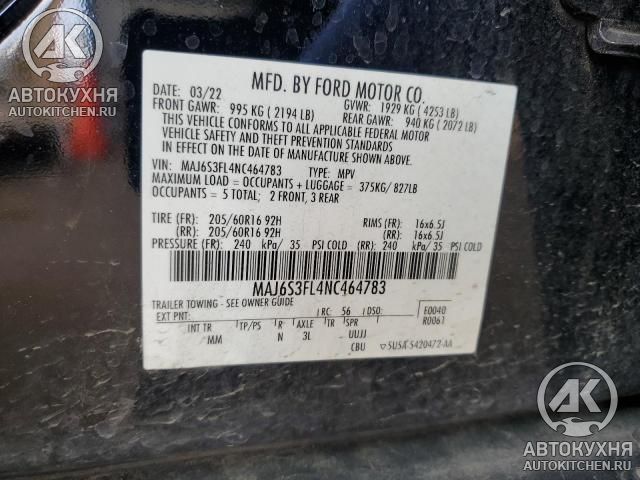 АК
АВТОКУХНЯ
AUTOKITCHEN.RU
MFD. BY FORD MOTOR CO.
DATE: 03/22 GVWR: 1929 KG (4253 LB)
FRONT GAWR: 995 KG (2194 LB) REAR GAWR: 940 KG (2072 LB)
THIS VEHICLE CONFORMS TO ALL APPLICABLE FEDERAL MOTOR
VEHICLE SAFETY AND THEFT PREVENTION STANDARDS
IN EFFECT ON THE DATE OF MANUFACTURE SHOWN ABOVE.
VIN: MAJ6S3FL4NC464783 TYPE: MPV
MAXIMUM LOAD = OCCUPANTS + LUGGAGE = 375KG/827LB
OCCUPANTS = 5 TOTAL; 2 FRONT, 3 REAR
TIRE (FR): 205/60R16 92H RIMS (FR): 16x6.5J
(RR): 205/60R16 92H (RR): 16x6.5J
PRESSURE (FR): 240 kPa/ 35 PSI COLD (RR): 240 kPa/ 35 PSI COLD
MAJ6S3FL4NC464783
TRAILER TOWING - SEE OWNER GUIDE
EXT PNT: RC: 56 DSO: E0040
R0061
INT TR TP/PS R AXLE TR SPR
MM N 3L UUJJ
CBU SU5A-S420472-AA
АК
АВТОКУХНЯ
AUTOKITCHEN.RU